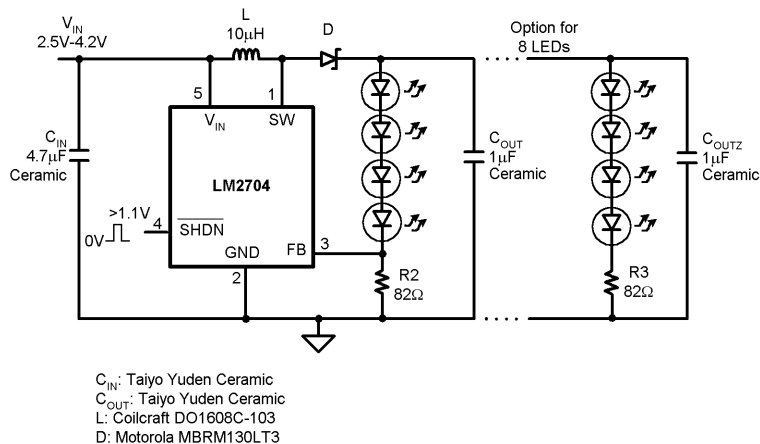 V_IN
2.5V-4.2V
L
10µH
D
Option for
8 LEDs
5
1
V_IN
SW
C_IN
4.7µF
Ceramic
LM2704
C_OUT
1µF
Ceramic
C_OUTZ
1µF
Ceramic
>1.1V
0V
4
SHDN
GND
FB
3
2
R2
82Ω
R3
82Ω
C_IN: Taiyo Yuden Ceramic
C_OUT: Taiyo Yuden Ceramic
L: Coilcraft DO1608C-103
D: Motorola MBRM130LT3